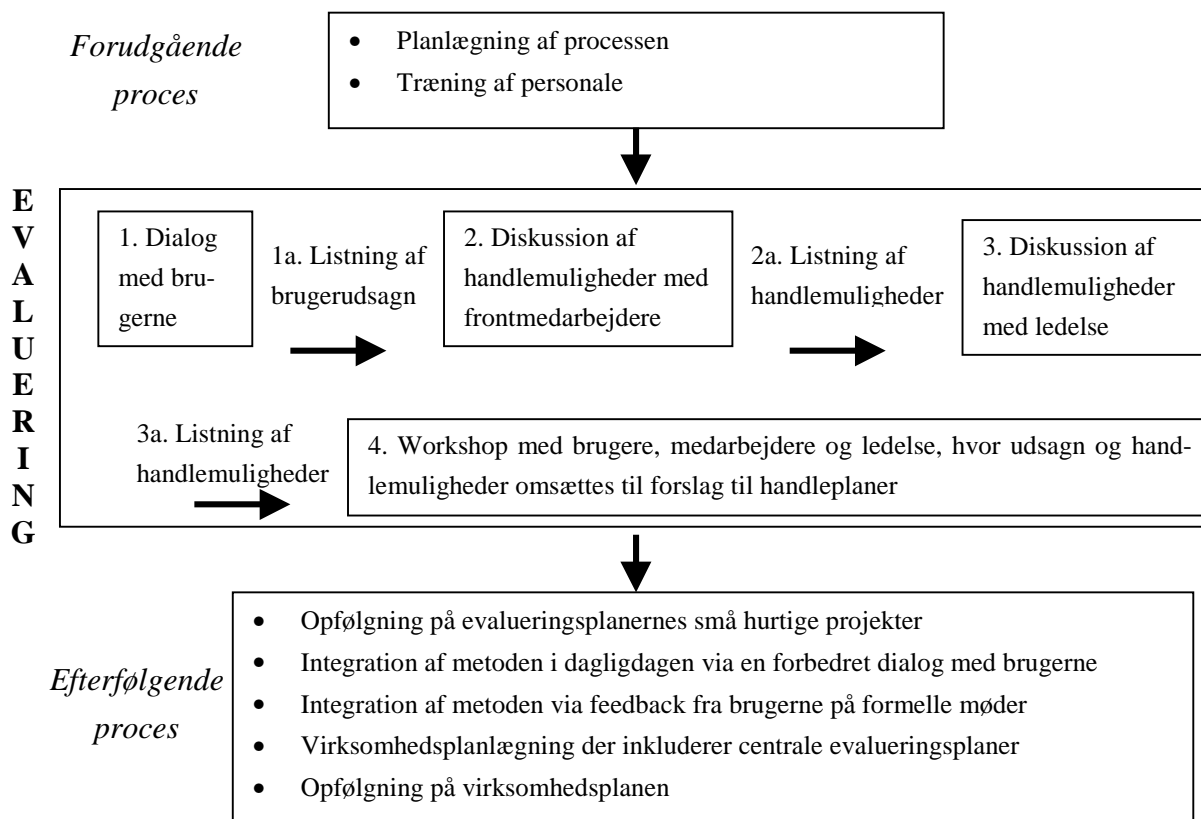 Forudgående
proces
• Planlægning af processen
• Træning af personale
EVALUERING
1. Dialog
med bru-
gerne
1a. Listning af
brugerudsagn
2. Diskussion af
handlemuligheder med
frontmedarbejdere
2a. Listning af
handlemuligheder
3. Diskussion af
handlemuligheder
med ledelse
3a. Listning af
handlemuligheder
4. Workshop med brugere, medarbejdere og ledelse, hvor udsagn og hand-
lemuligheder omsættes til forslag til handleplaner
Efterfølgende
proces
• Opfølgning på evalueringsplanernes små hurtige projekter
• Integration af metoden i dagligdagen via en forbedret dialog med brugerne
• Integration af metoden via feedback fra brugerne på formelle møder
• Virksomhedsplanlægning der inkluderer centrale evalueringsplaner
• Opfølgning på virksomhedsplanen